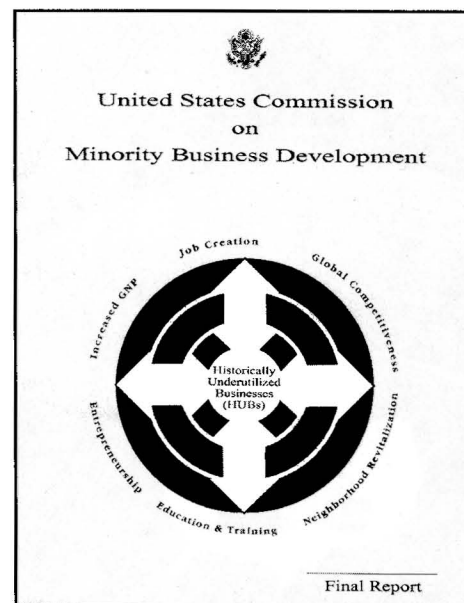 United States Commission
on
Minority Business Development
Job Creation
Global Competitiveness
Increased GNP
Historically
Underutilized
Businesses
(HUBs)
Entrepreneurship
Neighborhood Revitalization
Education & Training
Final Report